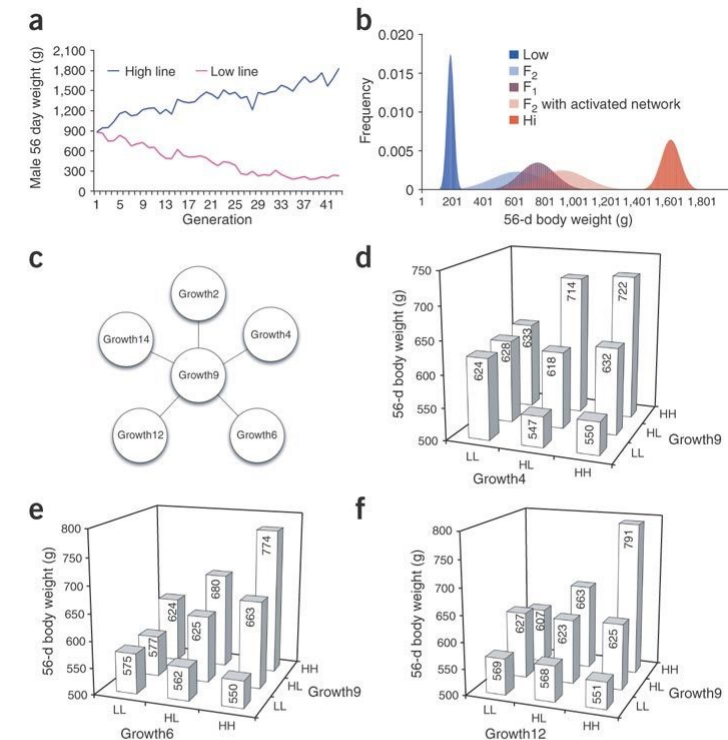 a
Male 56 day weight (g)
2,100
1,800
1,500
1,200
900
600
300
0
High line
Low line
1 5 9 13 17 21 25 29 33 37 41
Generation
b
Frequency
0.020
0.015
0.010
0.005
0
Low
F2
F1
F2 with activated network
Hi
1 201 401 601 801 1,001 1,201 1,401 1,601 1,801
56-d body weight (g)
c
Growth2
Growth14
Growth4
Growth9
Growth12
Growth6
d
56-d body weight (g)
750
700
650
600
550
500
714
722
633
628
624
618
632
547
550
LL HL HH
Growth4
LL HL HH
Growth9
e
56-d body weight (g)
800
750
700
650
600
550
500
774
680
624
663
625
577
575
562
550
LL HL HH
Growth6
LL HL HH
Growth9
f
56-d body weight (g)
800
750
700
650
600
550
500
791
663
607
627
623
625
569
568
551
LL HL HH
Growth12
LL HL HH
Growth9